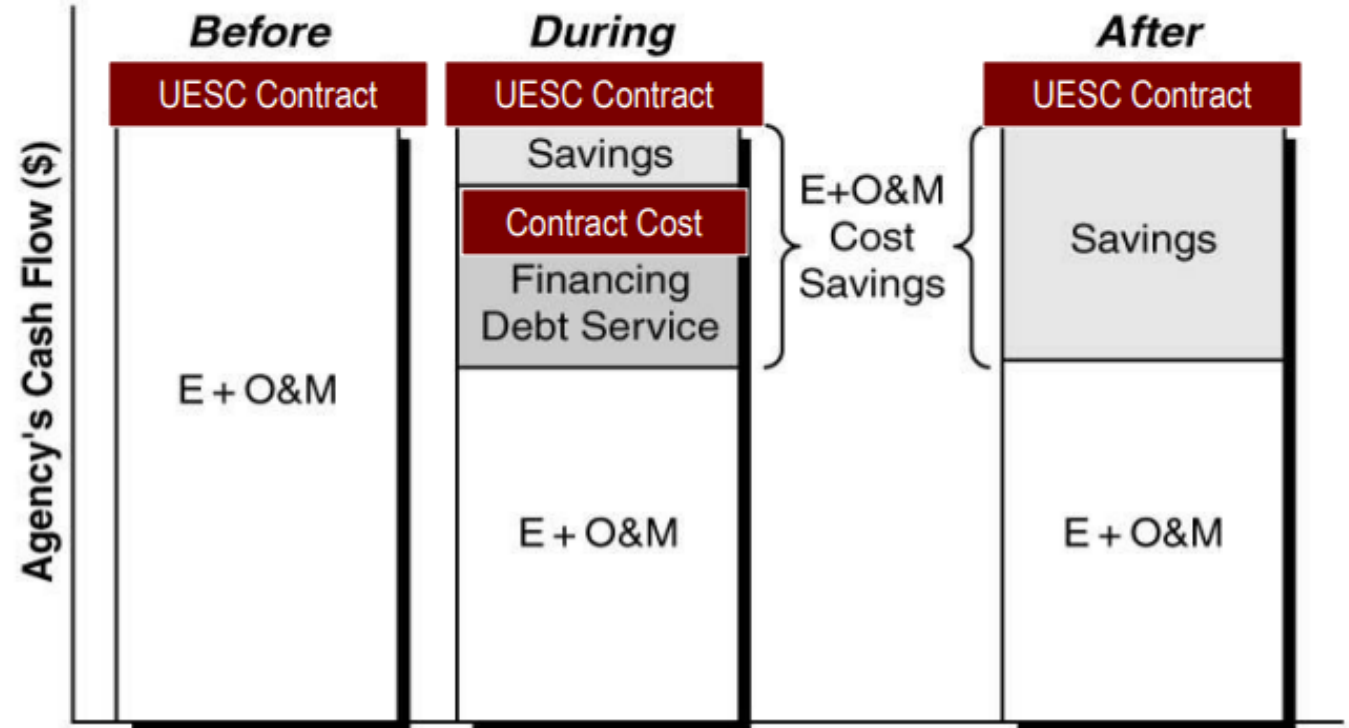 Agency's Cash Flow ($)
Before
UESC Contract
E + O&M
During
UESC Contract
Savings
Contract Cost
Financing
Debt Service
E + O&M
E+O&M
Cost
Savings
After
UESC Contract
Savings
E + O&M